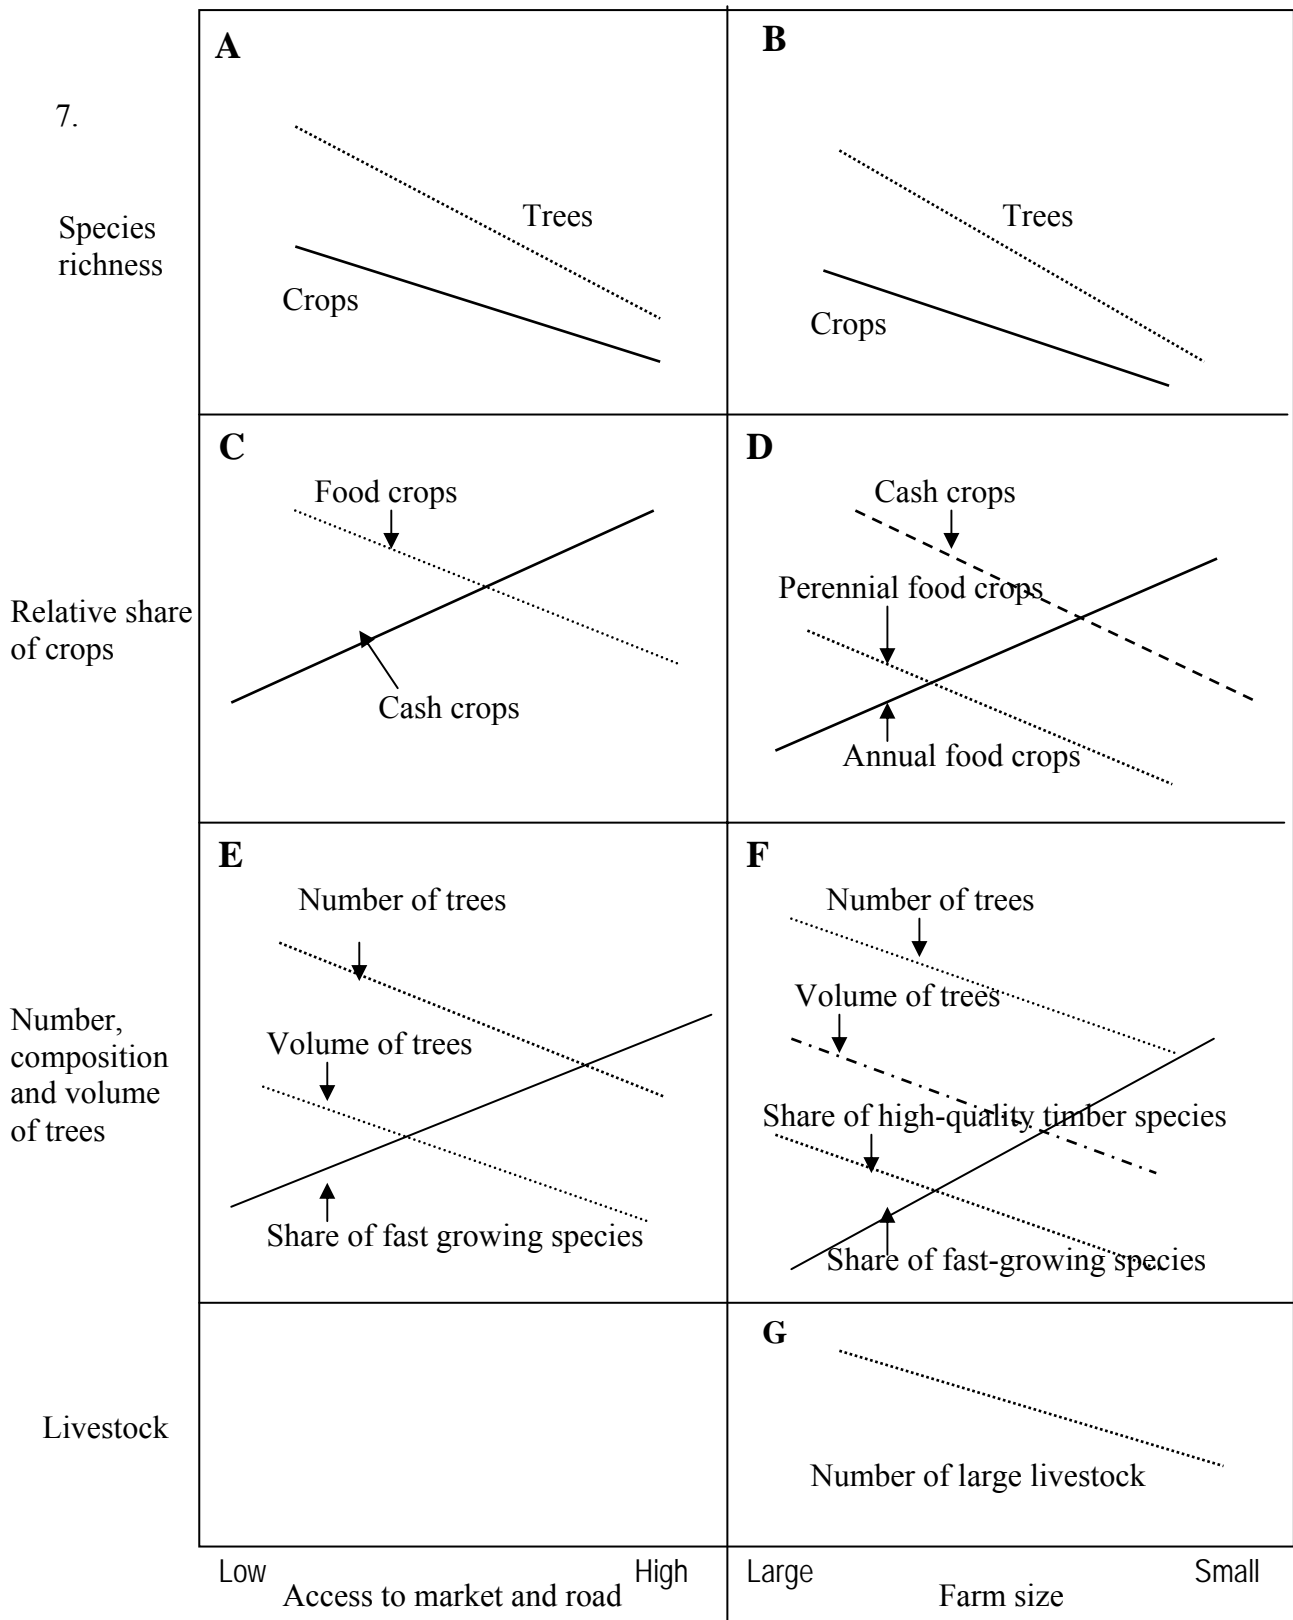 A
B
7.
Trees
Trees
Species
richness
Crops
Crops
C
D
Food crops
Cash crops
Perennial food crops
Relative share
of crops
Cash crops
Annual food crops
E
F
Number of trees
Number of trees
Volume of trees
Number,
composition
and volume
of trees
Volume of trees
Share of high-quality timber species
Share of fast growing species
Share of fast-growing species
G
Livestock
Number of large livestock
Low
High
Large
Small
Access to market and road
Farm size